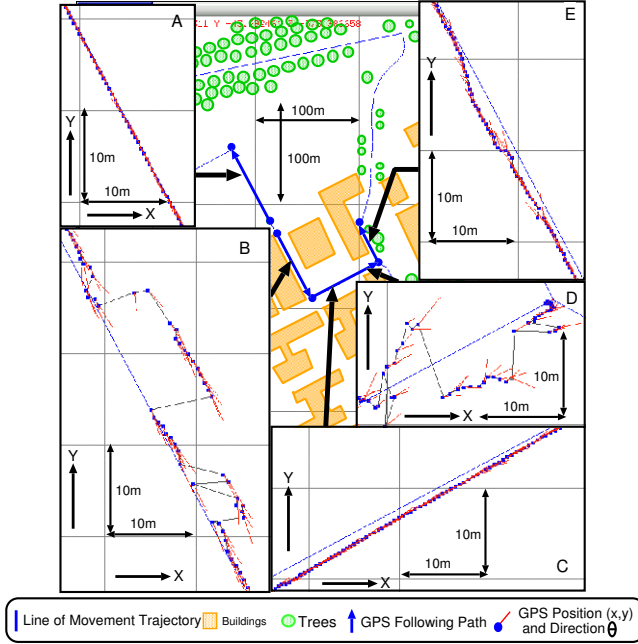 A
Y
10m
10m
X
100m
100m
E
Y
10m
10m
B
Y
10m
10m
X
D
Y
10m
X
10m
Y
10m
10m
X
C
Line of Movement Trajectory
Buildings
Trees
GPS Following Path
GPS Position (x,y)
and Direction θ